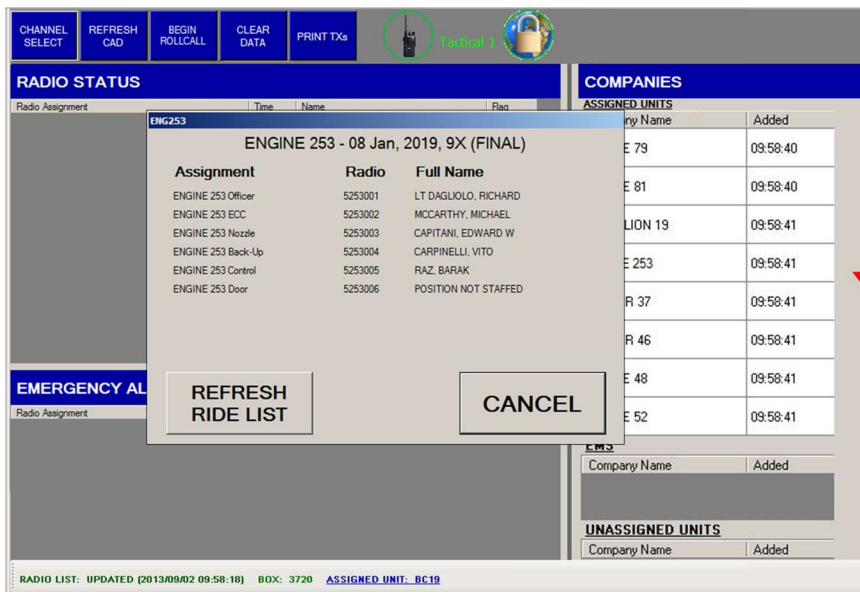 CHANNEL SELECT
REFRESH CAD
BEGIN ROLLCALL
CLEAR DATA
PRINT TXs
Tactical 1
RADIO STATUS
Radio Assignment Time Name Flag
COMPANIES
ASSIGNED UNITS
ny Name Added
E 79 09:58:40
E 81 09:58:40
LION 19 09:58:41
E 253 09:58:41
R 37 09:58:41
R 46 09:58:41
E 48 09:58:41
E 52 09:58:41
ENG253
ENGINE 253 - 08 Jan, 2019, 9X (FINAL)
Assignment Radio Full Name
ENGINE 253 Officer 5253001 LT DAGLIOLO, RICHARD
ENGINE 253 ECC 5253002 MCCARTHY, MICHAEL
ENGINE 253 Nozzle 5253003 CAPITANI, EDWARD W
ENGINE 253 Back-Up 5253004 CARPINELLI, VITO
ENGINE 253 Control 5253005 RAZ, BARAK
ENGINE 253 Door 5253006 POSITION NOT STAFFED
REFRESH
RIDE LIST
CANCEL
EMERGENCY AL
Radio Assignment
EMS
Company Name Added
UNASSIGNED UNITS
Company Name Added
RADIO LIST: UPDATED (2013/09/02 09:58:18) BOX: 3720 ASSIGNED UNIT: BC19